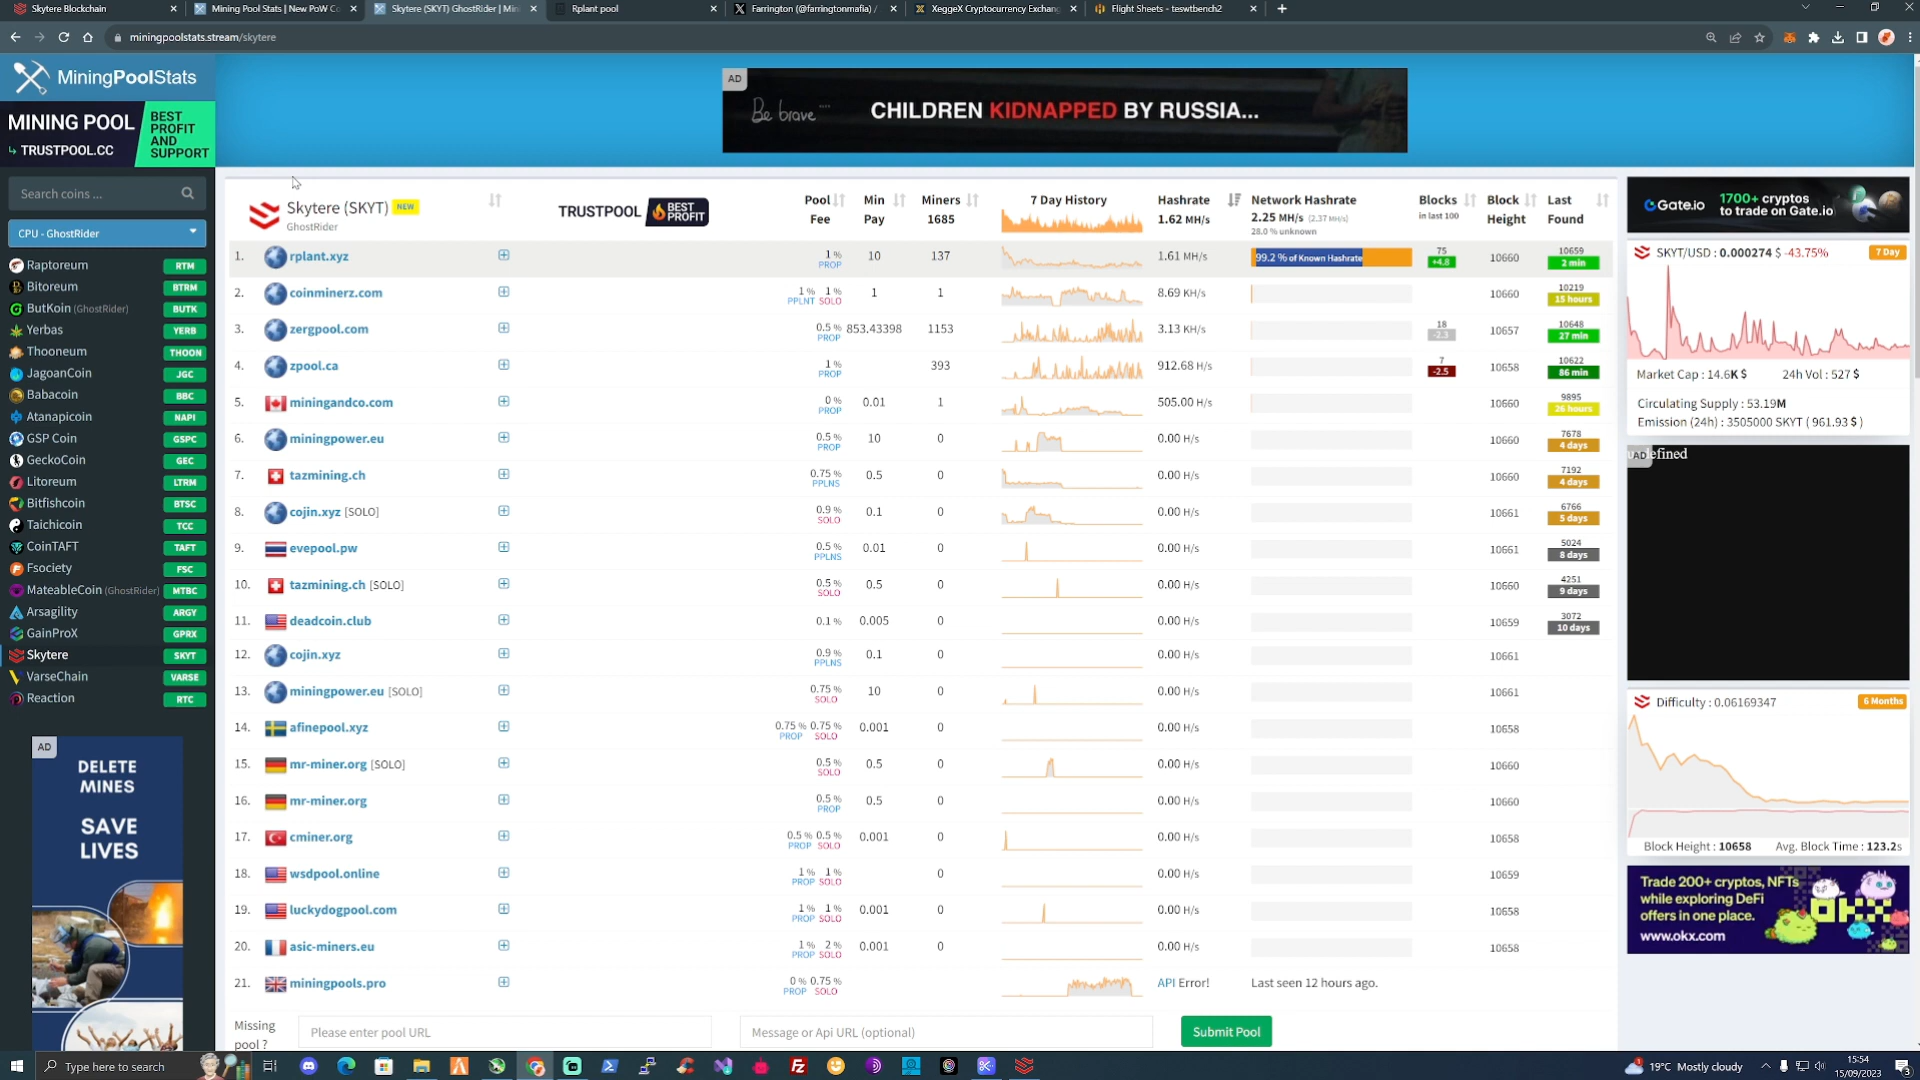 Skytere Blockchain
Mining Pool Stats | New PoW Co
Skytere (SKYT) GhostRider | Min
Rplant pool
Farrington (@farringtonmafia) /
XeggeX Cryptocurrency Exchan
Flight Sheets - teswtbench2
miningpoolstats.stream/skytere
MiningPoolStats
MINING POOL
TRUSTPOOL.CC
BEST
PROFIT
AND
SUPPORT
AD
Be brave
CHILDREN KIDNAPPED BY RUSSIA...
Search coins ...
CPU - GhostRider
Raptoreum RTM
Bitoreum BTRM
ButKoin (GhostRider) BUTK
Yerbas YERB
Thooneum THOON
JagoanCoin JGC
Babacoin BBC
Atanapicoin NAPI
GSP Coin GSPC
GeckoCoin GEC
Litoreum LTRM
Bitfishcoin BTSC
Taichicoin TCC
CoinTAFT TAFT
Fsociety FSC
MateableCoin (GhostRider) MTBC
Arsagility ARGY
GainProX GPRX
Skytere SKYT
VarseChain VARSE
Reaction RTC
AD
DELETE
MINES
SAVE
LIVES
Skytere (SKYT) NEW
GhostRider
TRUSTPOOL BEST PROFIT
Pool Fee
Min Pay
Miners 1685
7 Day History
Hashrate 1.62 MH/s
Network Hashrate
2.25 MH/s (2.37 MH/s)
28.0 % unknown
Blocks in last 100
Block Height
Last Found
1. rplant.xyz 1 % PROP 10 137 1.61 MH/s 99.2 % of Known Hashrate 75 +4.8 10660 10659 2 min
2. coinminerz.com 1 % 1 % PPLNT SOLO 1 1 8.69 KH/s 10660 10219 15 hours
3. zergpool.com 0.5 % PROP 853.43398 1153 3.13 KH/s 18 -2.3 10657 10648 27 min
4. zpool.ca 1 % PROP 393 912.68 H/s 7 -2.5 10658 10622 86 min
5. miningandco.com 0 % PROP 0.01 1 505.00 H/s 10660 9895 26 hours
6. miningpower.eu 0.5 % PROP 10 0 0.00 H/s 10660 7678 4 days
7. tazmining.ch 0.75 % PPLNS 0.5 0 0.00 H/s 10660 7192 4 days
8. cojin.xyz [SOLO] 0.9 % SOLO 0.1 0 0.00 H/s 10661 6766 5 days
9. evepool.pw 0.5 % PPLNS 0.01 0 0.00 H/s 10661 5024 8 days
10. tazmining.ch [SOLO] 0.5 % SOLO 0.5 0 0.00 H/s 10660 4251 9 days
11. deadcoin.club 0.1 % 0.005 0 0.00 H/s 10659 3072 10 days
12. cojin.xyz 0.9 % PPLNS 0.1 0 0.00 H/s 10661
13. miningpower.eu [SOLO] 0.75 % SOLO 10 0 0.00 H/s 10661
14. afinepool.xyz 0.75 % 0.75 % PROP SOLO 0.001 0 0.00 H/s 10658
15. mr-miner.org [SOLO] 0.5 % SOLO 0.5 0 0.00 H/s 10660
16. mr-miner.org 0.5 % PROP 0.5 0 0.00 H/s 10660
17. cminer.org 0.5 % 0.5 % PROP SOLO 0.001 0 0.00 H/s 10658
18. wsdpool.online 1 % 1 % PROP SOLO 0 0.00 H/s 10659
19. luckydogpool.com 1 % 1 % PROP SOLO 0.001 0 0.00 H/s 10658
20. asic-miners.eu 1 % 2 % PROP SOLO 0.001 0 0.00 H/s 10658
21. miningpools.pro 0 % 0.75 % PROP SOLO API Error! Last seen 12 hours ago.
Missing pool ?
Please enter pool URL
Message or Api URL (optional)
Submit Pool
Gate.io 1700+ cryptos
to trade on Gate.io
SKYT/USD : 0.000274 $ -43.75% 7 Day
Market Cap : 14.6K $ 24h Vol : 527 $
Circulating Supply : 53.19M
Emission (24h) : 3505000 SKYT ( 961.93 $ )
AD
Difficulty : 0.06169347 6 Months
Block Height : 10658 Avg. Block Time : 123.2s
Trade 200+ cryptos, NFTs
while exploring DeFi
offers in one place.
www.okx.com
OKX
Type here to search
19°C Mostly cloudy
15:54
15/09/2023